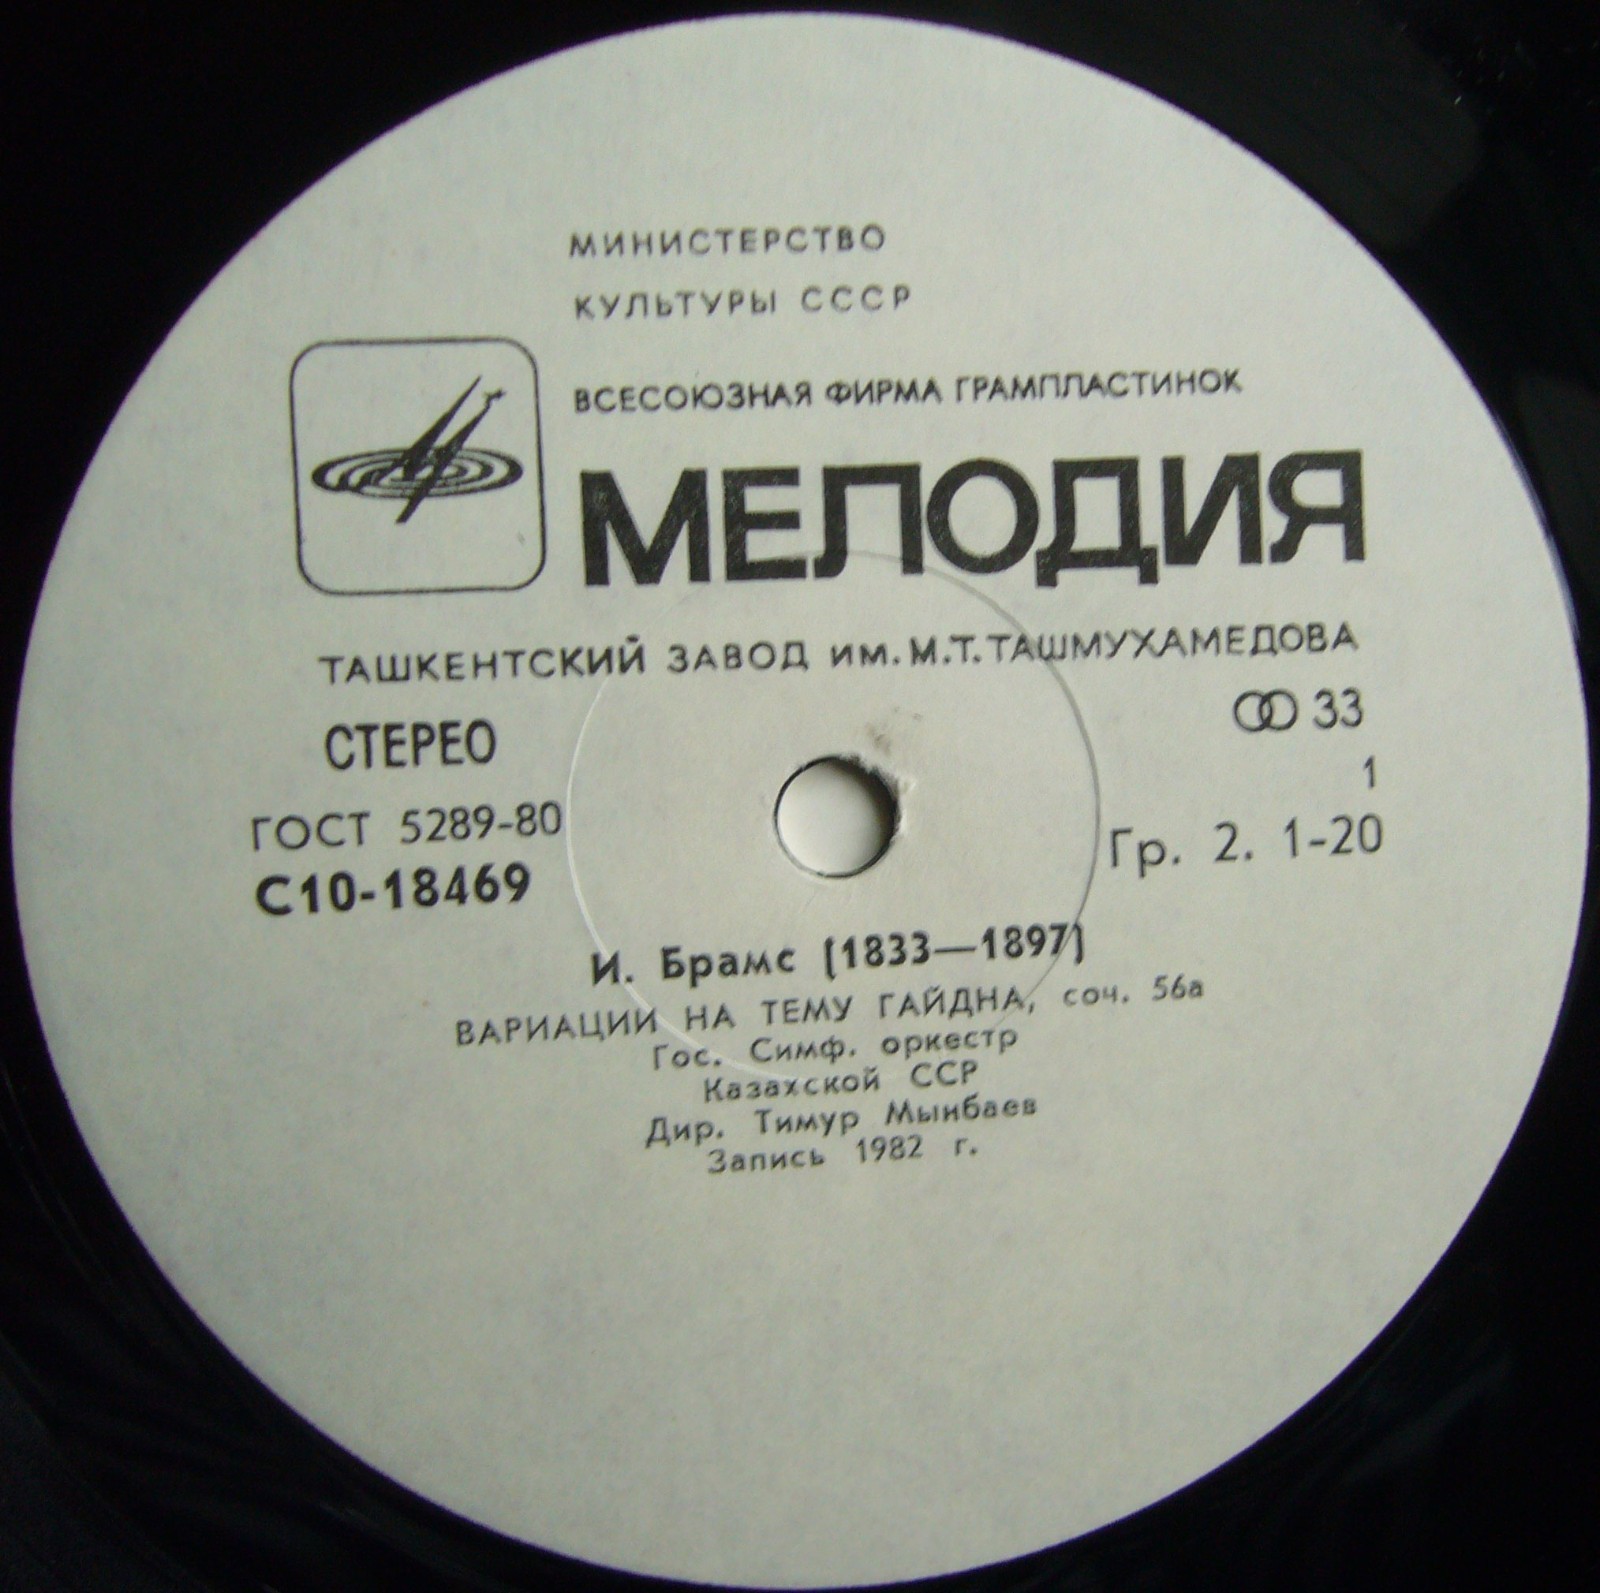 МИНИСТЕРСТВО
КУЛЬТУРЫ СССР
ВСЕСОЮЗНАЯ ФИРМА ГРАМПЛАСТИНОК
МЕЛОДИЯ
ТАШКЕНТСКИЙ ЗАВОД им. М.Т. ТАШМУХАМЕДОВА
СТЕРЕО
33
1
ГОСТ 5289-80
Гр. 2. 1-20
С10-18469
И. Брамс (1833—1897)
ВАРИАЦИИ НА ТЕМУ ГАЙДНА, соч. 56а
Гос. Симф. оркестр
Казахской ССР
Дир. Тимур Мынбаев
Запись 1982 г.